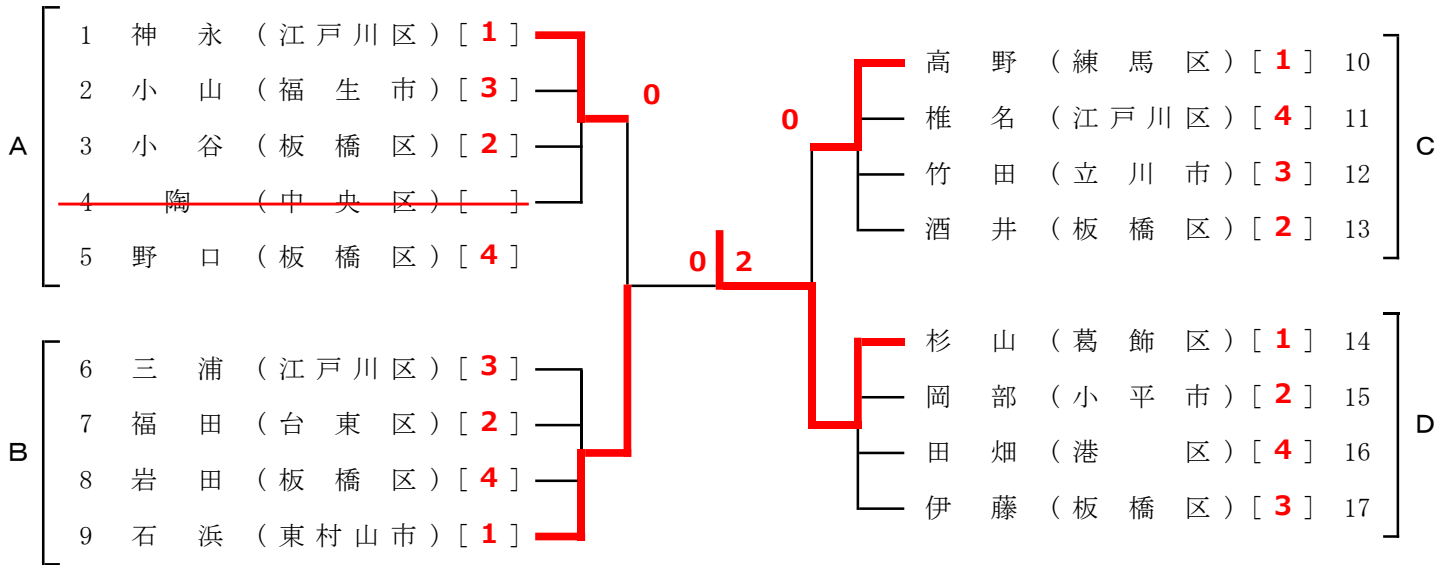 A
1 神永 (江戸川区) [ 1 ]
2 小山 (福生市) [ 3 ]
3 小谷 (板橋区) [ 2 ]
4 陶 (中央区) [ ]
5 野口 (板橋区) [ 4 ]
B
6 三浦 (江戸川区) [ 3 ]
7 福田 (台東区) [ 2 ]
8 岩田 (板橋区) [ 4 ]
9 石浜 (東村山市) [ 1 ]
0
0 2
0
高野 (練馬区) [ 1 ] 10
椎名 (江戸川区) [ 4 ] 11
竹田 (立川市) [ 3 ] 12
酒井 (板橋区) [ 2 ] 13
C
杉山 (葛飾区) [ 1 ] 14
岡部 (小平市) [ 2 ] 15
田畑 (港区) [ 4 ] 16
伊藤 (板橋区) [ 3 ] 17
D